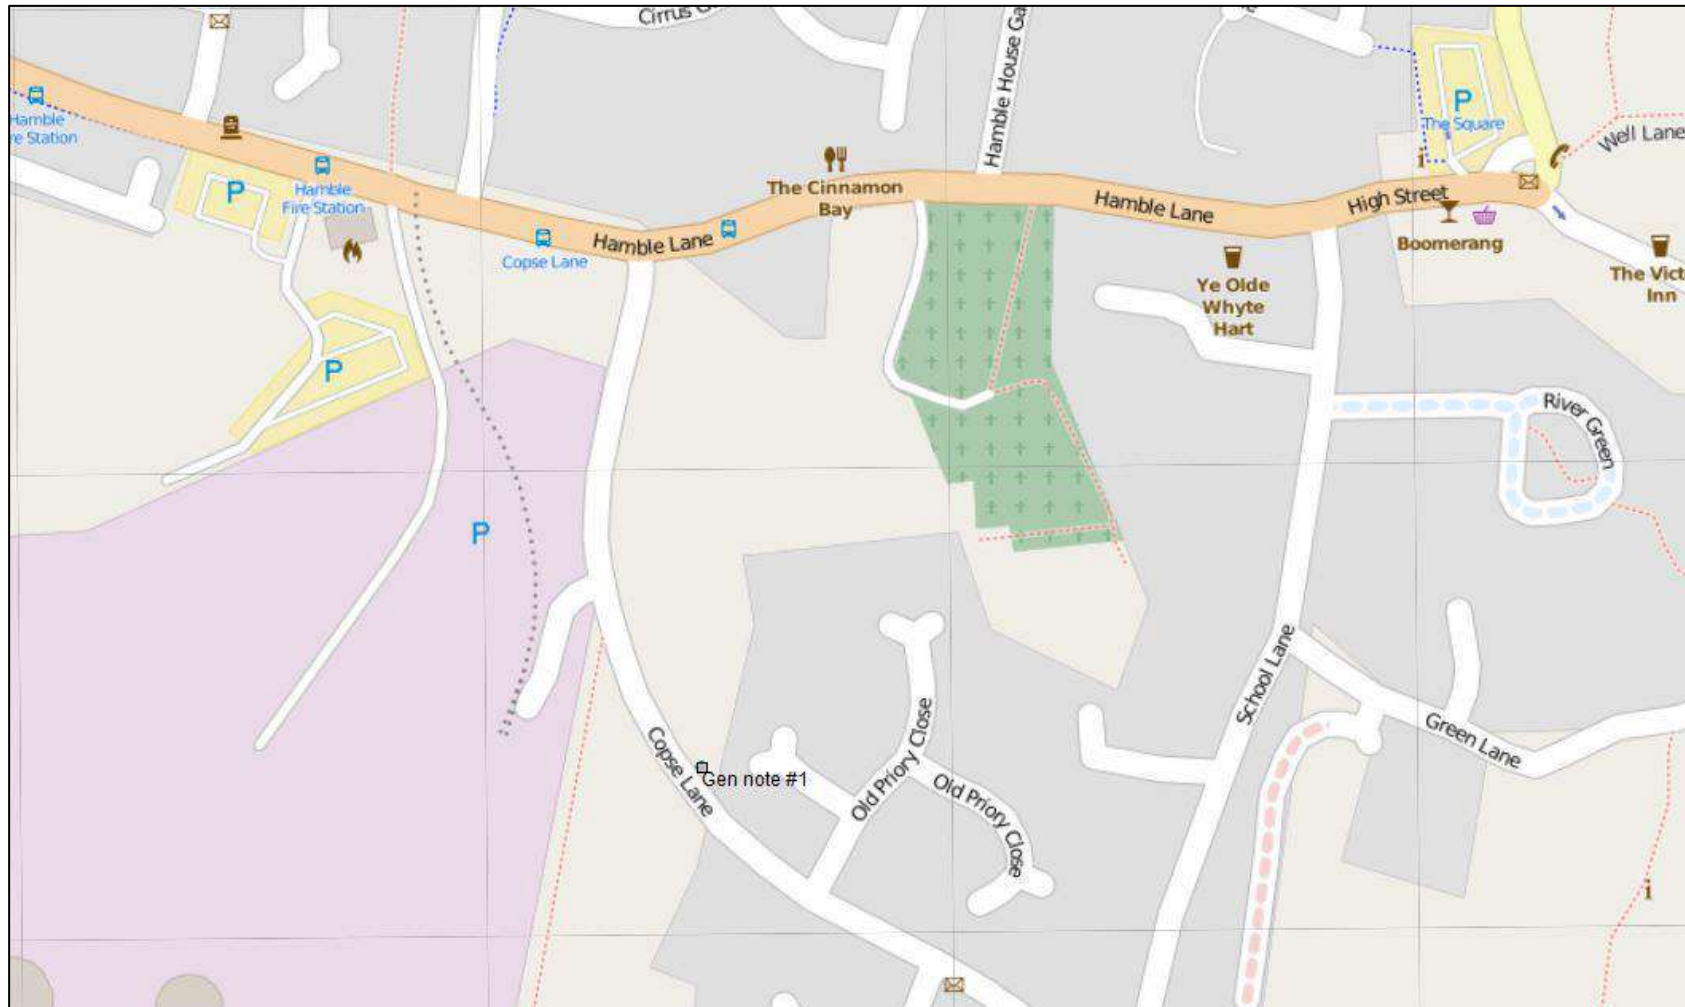 Cirrus G
Hamble House Ga
P
The Square
Hamble
re Station
Well Lane
i
P
Hamble
Fire Station
The Cinnamon
Bay
Hamble Lane
High Street
Hamble Lane
Copse Lane
Boomerang
Ye Olde
Whyte
Hart
The Vict
Inn
P
River Green
P
School Lane
Copse Lane
Gen note #1
Old Priory Close
Old Priory Close
Green Lane
i